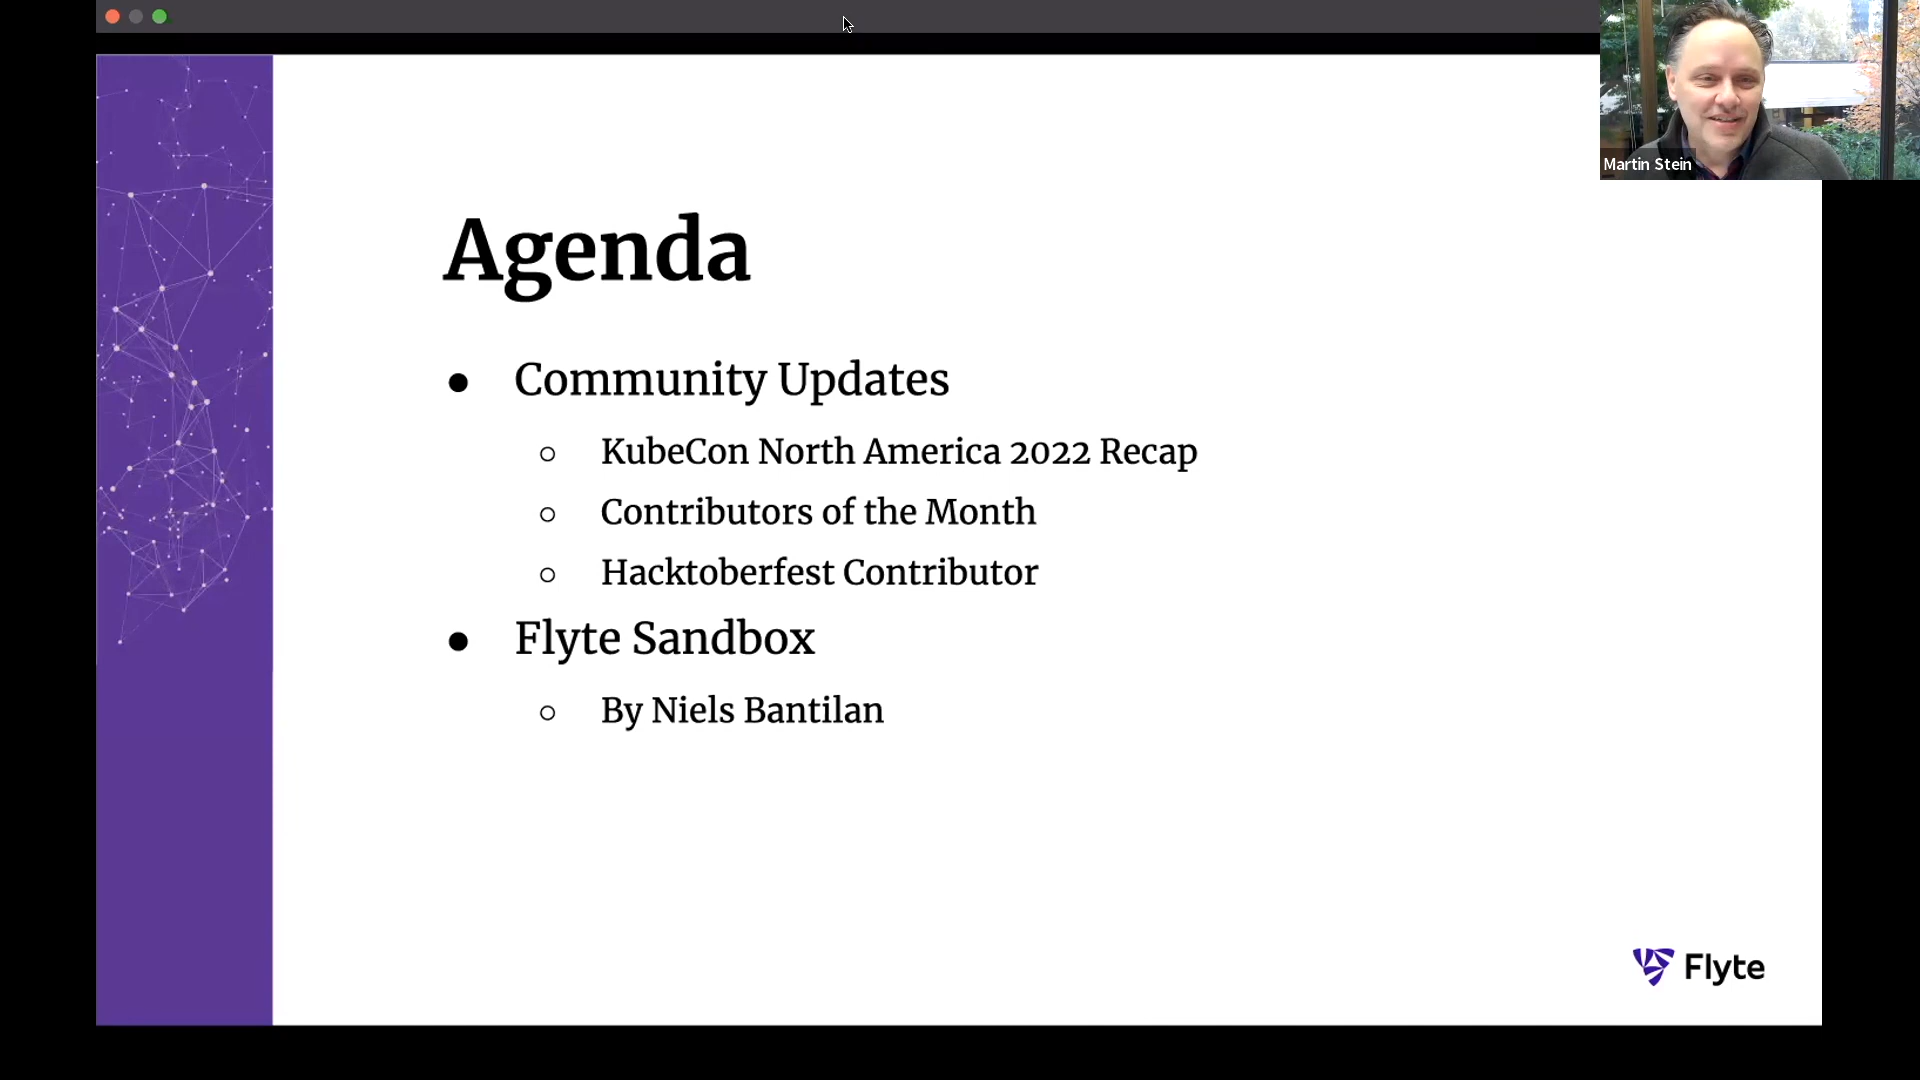 Martin Stein
Agenda
● Community Updates
○ KubeCon North America 2022 Recap
○ Contributors of the Month
○ Hacktoberfest Contributor
● Flyte Sandbox
○ By Niels Bantilan
Flyte